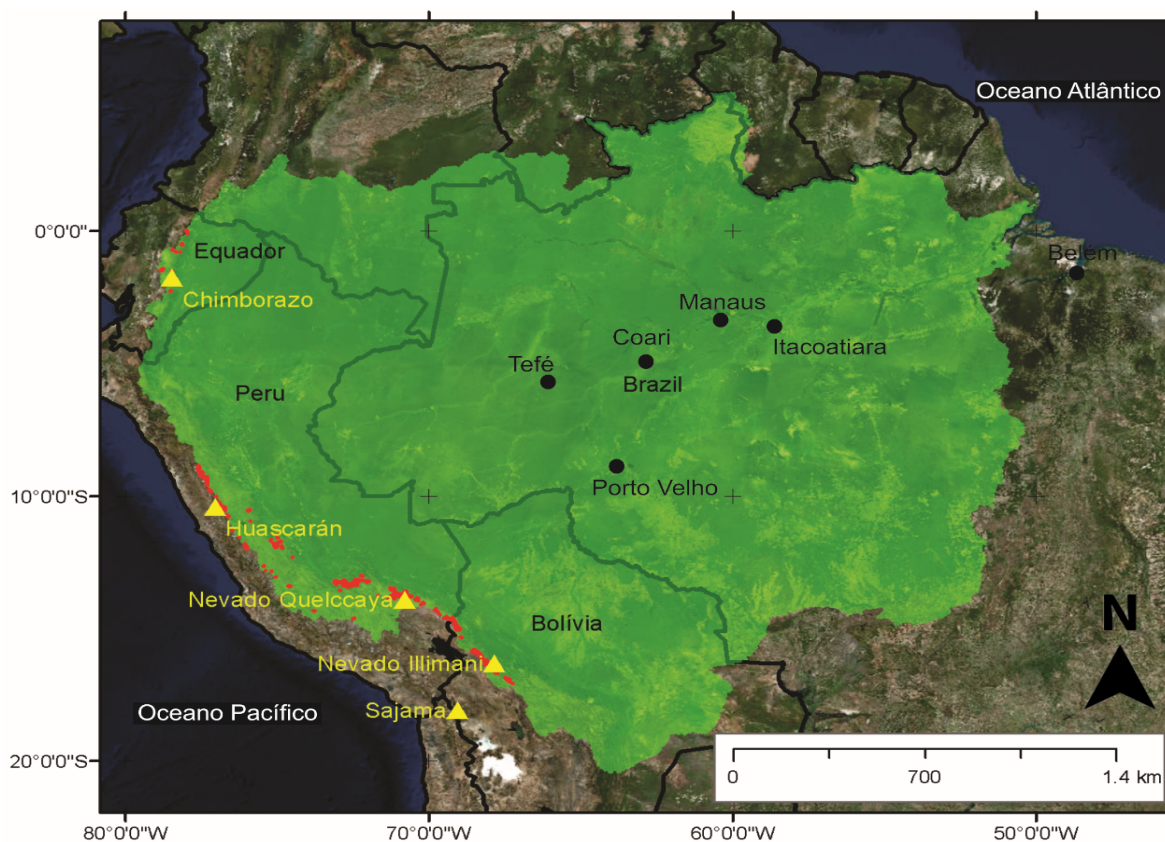 Oceano Atlântico
0°0'0"
Equador
Belem
Chimborazo
Manaus
Coari
Itacoatiara
Tefé
Brazil
Peru
Porto Velho
10°0'0"S
Huascarán
Nevado Quelccaya
Bolívia
N
Nevado Illimani
Sajama
Oceano Pacífico
20°0'0"S
0
700
1.4 km
80°0'0"W
70°0'0"W
60°0'0"W
50°0'0"W